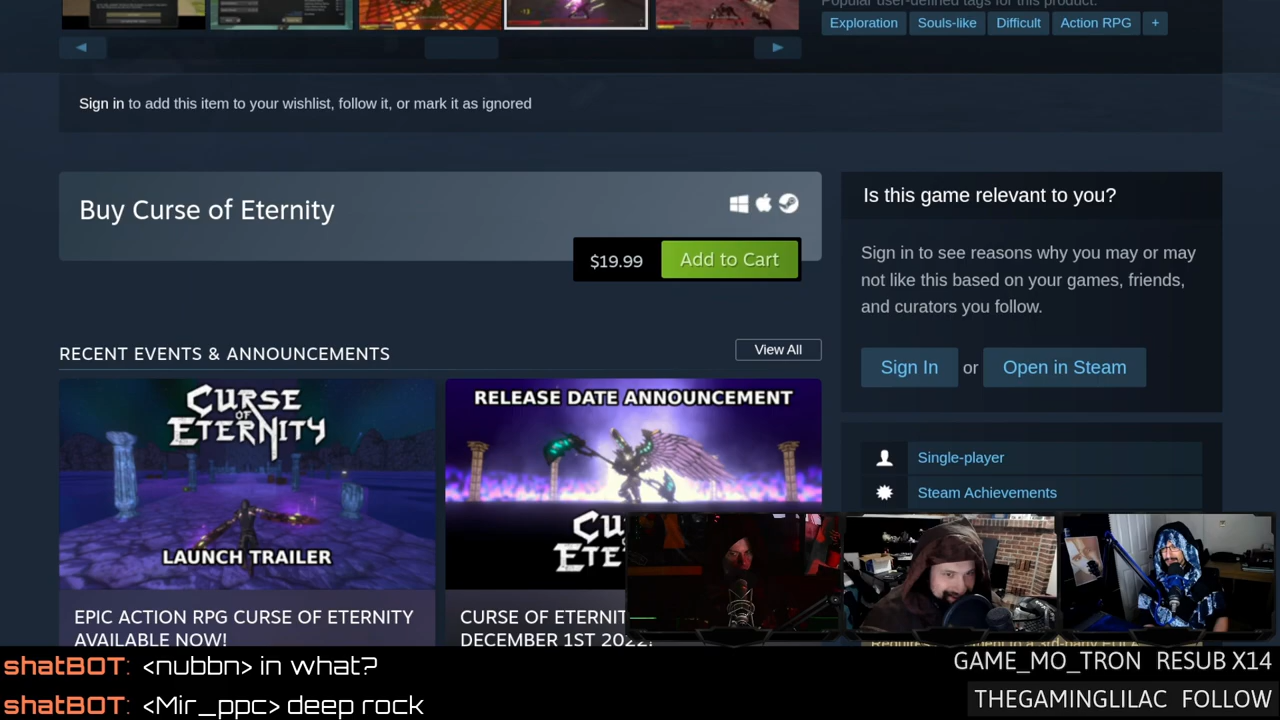 Popular user-defined tags for this product:
Exploration Souls-like Difficult Action RPG +
Sign in to add this item to your wishlist, follow it, or mark it as ignored
Buy Curse of Eternity
$19.99 Add to Cart
Is this game relevant to you?
Sign in to see reasons why you may or may
not like this based on your games, friends,
and curators you follow.
Sign In or Open in Steam
RECENT EVENTS & ANNOUNCEMENTS
View All
CURSE
OF
ETERNITY
LAUNCH TRAILER
EPIC ACTION RPG CURSE OF ETERNITY
AVAILABLE NOW!
RELEASE DATE ANNOUNCEMENT
CU
ETE
CURSE OF ETERNIT
DECEMBER 1ST 2022!
Single-player
Steam Achievements
shatBOT: <nubbn> in what?
shatBOT: <Mir_ppc> deep rock
GAME_MO_TRON RESUB X14
THEGAMINGLILAC FOLLOW